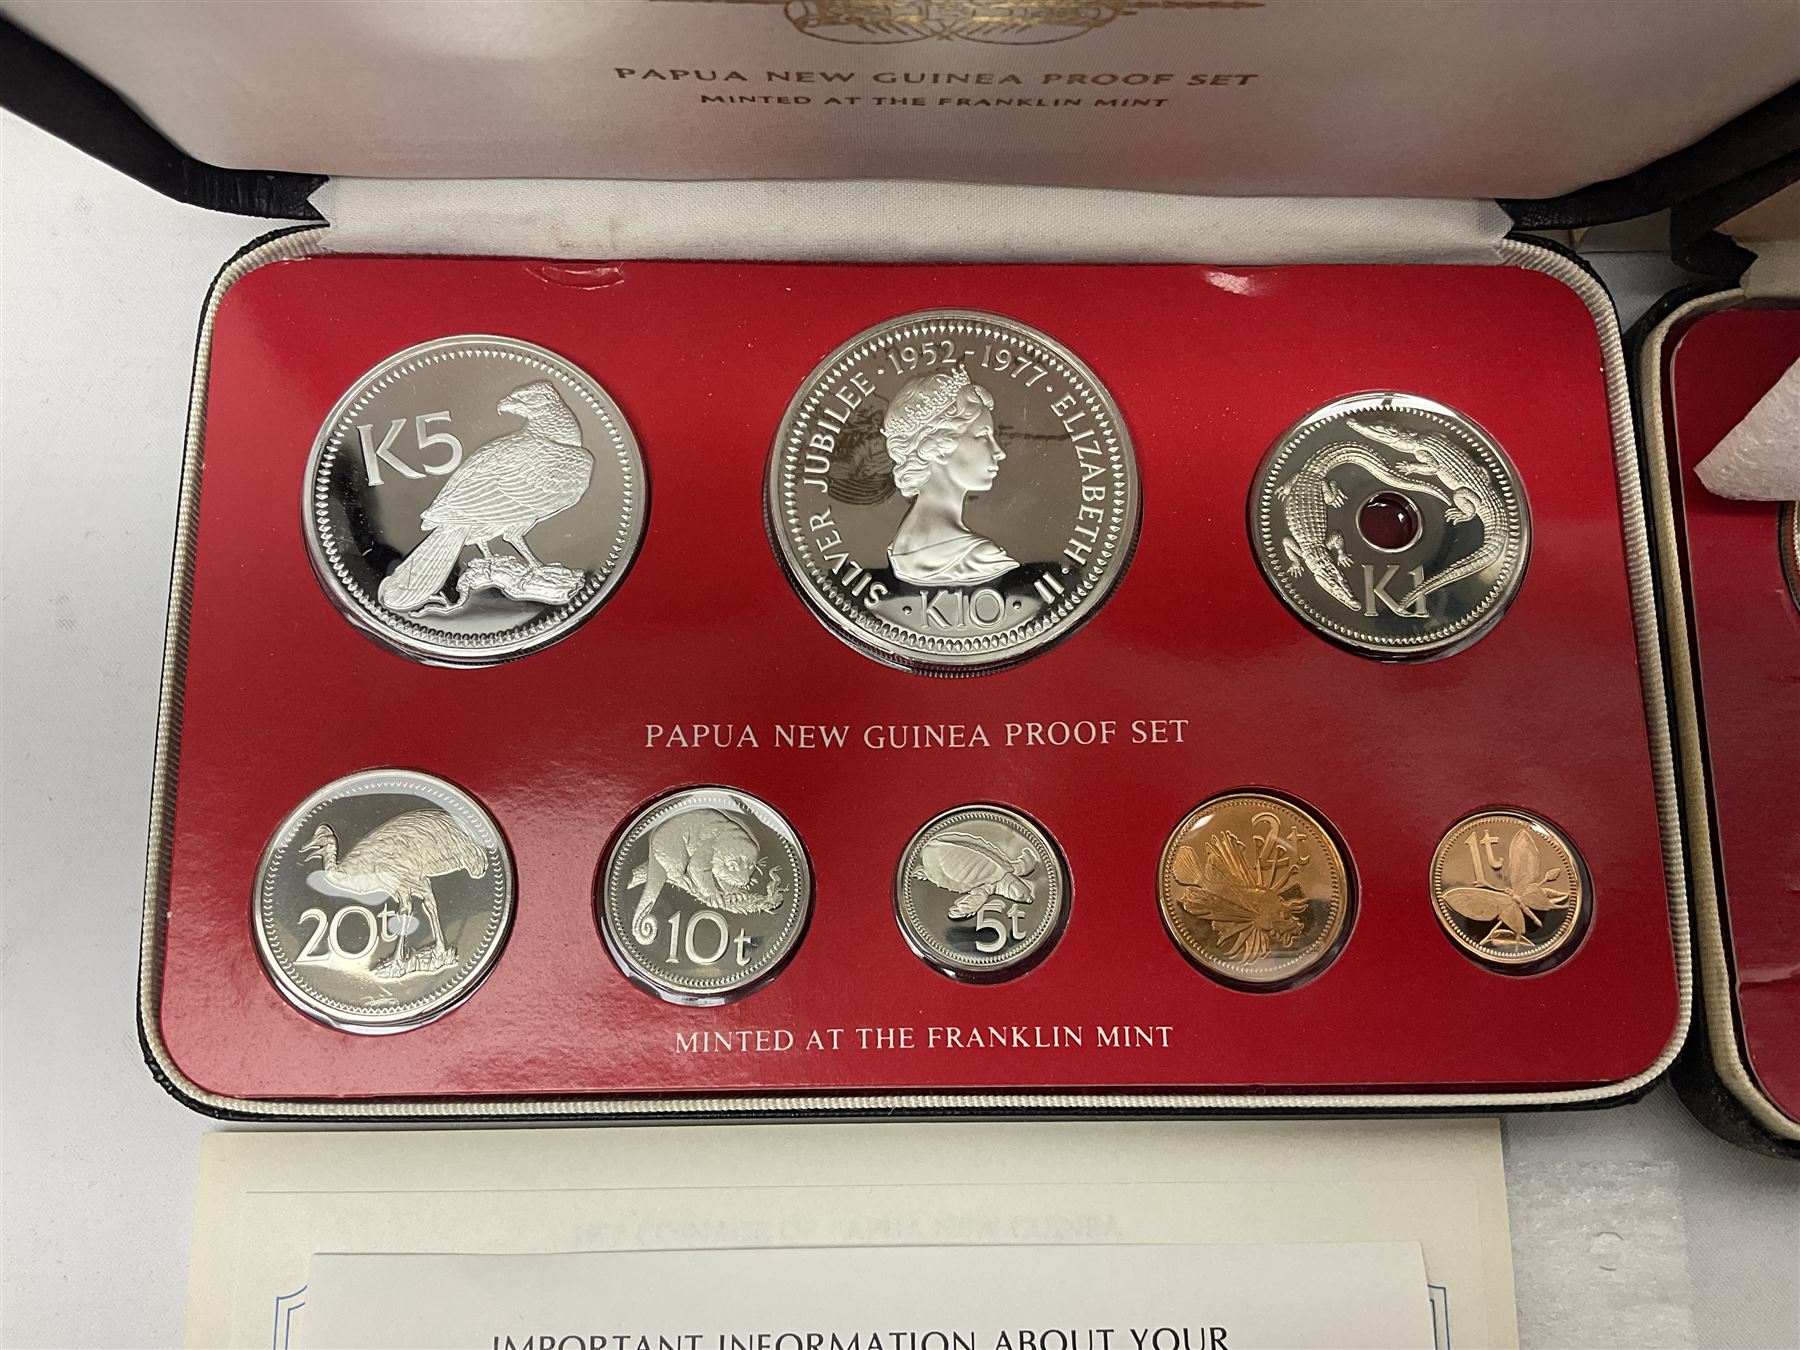 PAPUA NEW GUINEA PROOF SET
MINTED AT THE FRANKLIN MINT
K5
SILVER JUBILEE · 1952-1977 · ELIZABETH · II
· K10 ·
K1
PAPUA NEW GUINEA PROOF SET
20t
10t
5t
2t
1t
MINTED AT THE FRANKLIN MINT
IMPORTANT INFORMATION ABOUT YOUR